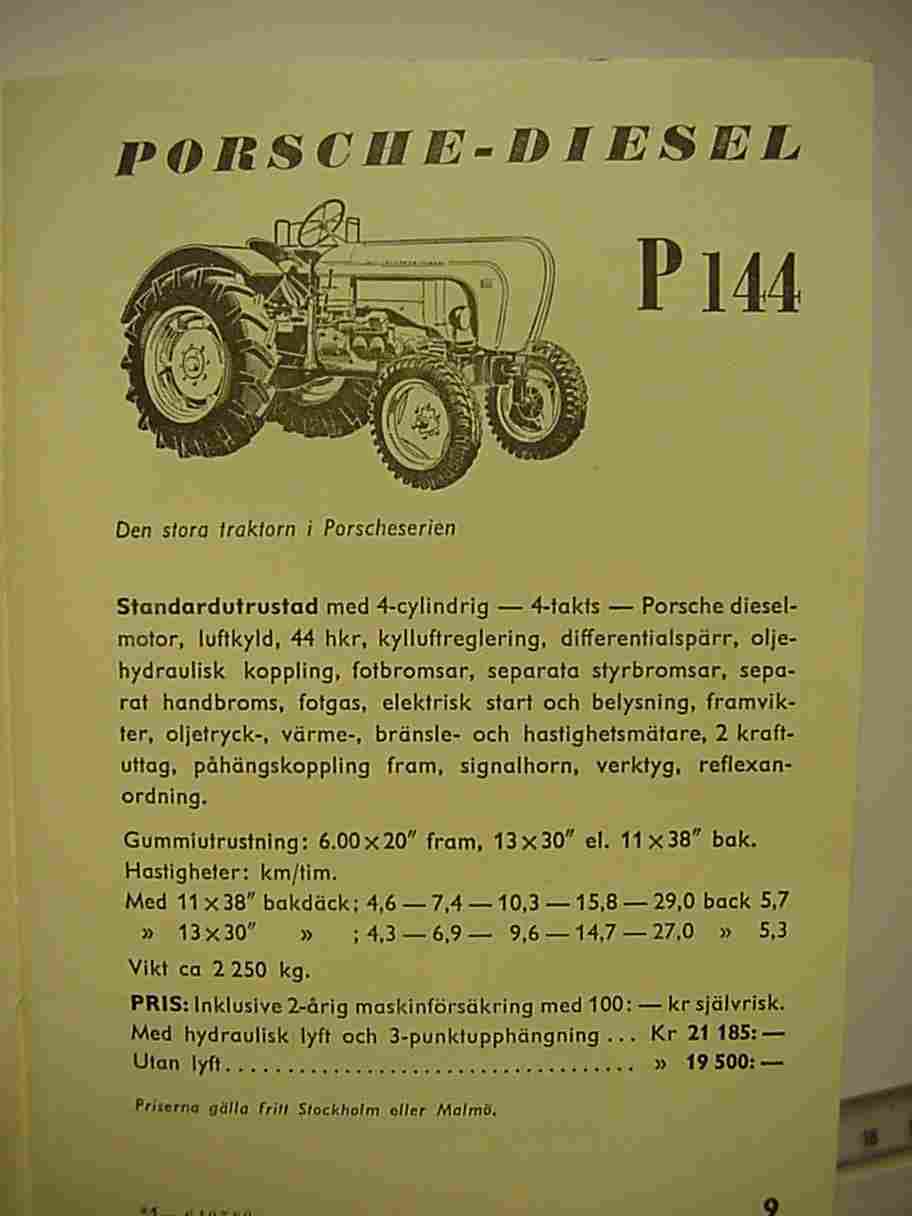 PORSCHE-DIESEL
P 144
Den stora traktorn i Porscheserien
Standardutrustad med 4-cylindrig — 4-takts — Porsche diesel-
motor, luftkyld, 44 hkr, kylluftreglering, differentialspärr, olje-
hydraulisk koppling, fotbromsar, separata styrbromsar, sepa-
rat handbroms, fotgas, elektrisk start och belysning, framvik-
ter, oljetryck-, värme-, bränsle- och hastighetsmätare, 2 kraft-
uttag, påhängskoppling fram, signalhorn, verktyg, reflexan-
ordning.
Gummiutrustning: 6.00 x 20" fram, 13 x 30" el. 11 x 38" bak.
Hastigheter: km/tim.
Med 11 x 38" bakdäck; 4,6 — 7,4 — 10,3 — 15,8 — 29,0 back 5,7
» 13 x 30" » ; 4,3 — 6,9 — 9,6 — 14,7 — 27,0 » 5,3
Vikt ca 2 250 kg.
PRIS: Inklusive 2-årig maskinförsäkring med 100: — kr självrisk.
Med hydraulisk lyft och 3-punktupphängning ... Kr 21 185: —
Utan lyft................................. » 19 500: —
Priserna gälla fritt Stockholm eller Malmö.
9
18